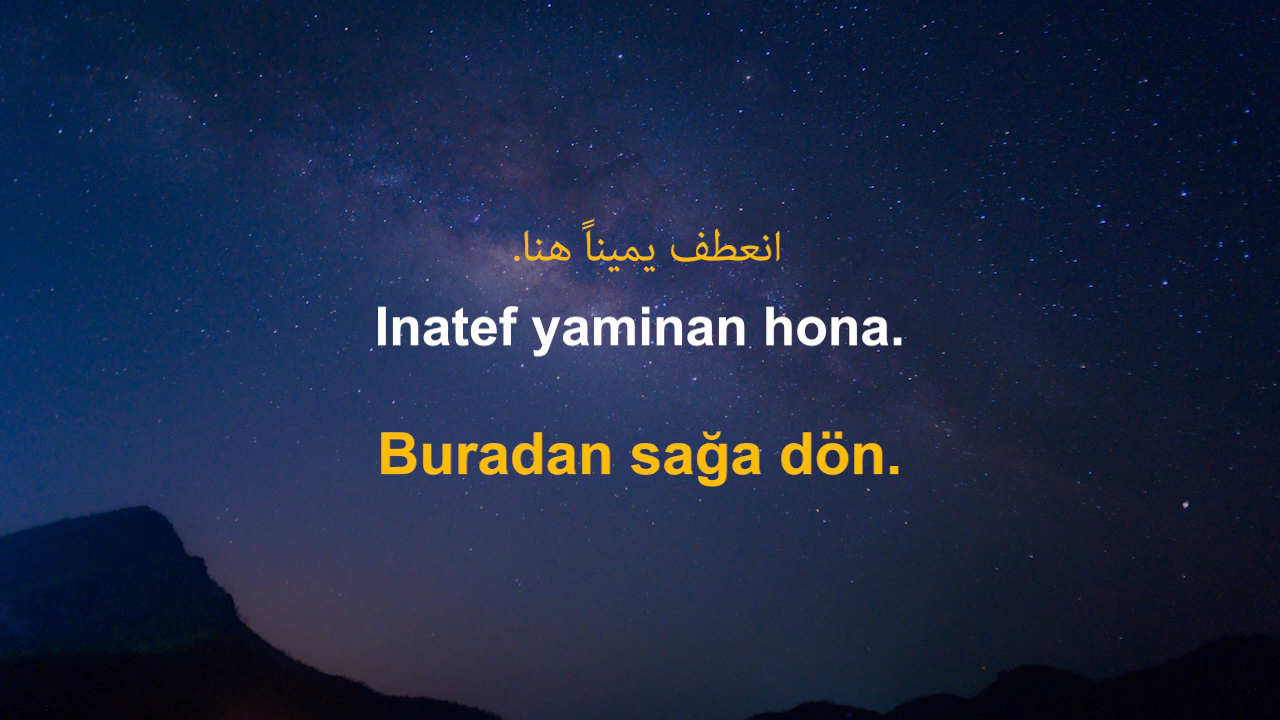 انعطف يميناً هنا.
Inatef yaminan hona.
Buradan sağa dön.